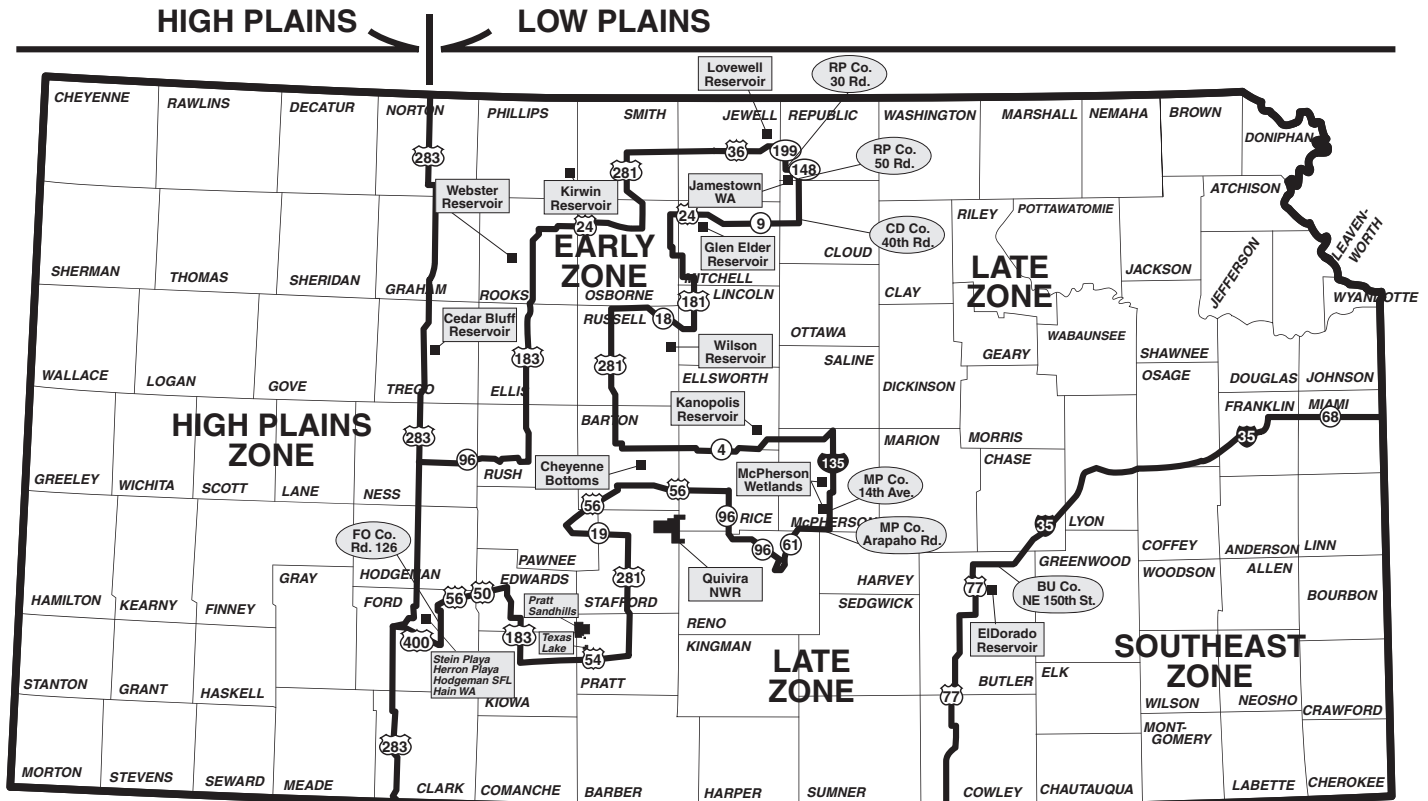 HIGH PLAINS
LOW PLAINS
Lovewell
Reservoir
RP Co.
30 Rd.
CHEYENNE
RAWLINS
DECATUR
NORTON
PHILLIPS
SMITH
JEWELL
REPUBLIC
WASHINGTON
MARSHALL
NEMAHA
BROWN
DONIPHAN
283
36
199
281
148
RP Co.
50 Rd.
Webster
Reservoir
Kirwin
Reservoir
Jamestown
WA
ATCHISON
24
24
9
CD Co.
40th Rd.
RILEY
POTTAWATOMIE
LEAVEN-
WORTH
EARLY
ZONE
Glen Elder
Reservoir
CLOUD
LATE
ZONE
JACKSON
JEFFERSON
SHERMAN
THOMAS
SHERIDAN
GRAHAM
ROOKS
OSBORNE
MITCHELL
LINCOLN
CLAY
WYANDOTTE
181
Cedar Bluff
Reservoir
RUSSELL
18
OTTAWA
WABAUNSEE
183
281
Wilson
Reservoir
SALINE
GEARY
SHAWNEE
WALLACE
LOGAN
GOVE
TREGO
ELLIS
ELLSWORTH
DICKINSON
OSAGE
DOUGLAS
JOHNSON
Kanopolis
Reservoir
FRANKLIN
MIAMI
68
HIGH PLAINS
ZONE
BARTON
283
4
MARION
MORRIS
35
96
RUSH
Cheyenne
Bottoms
135
CHASE
GREELEY
WICHITA
SCOTT
LANE
NESS
McPherson
Wetlands
MP Co.
14th Ave.
56
56
96
RICE
McPHERSON
35
LYON
FO Co.
Rd. 126
19
96
61
MP Co.
Arapaho Rd.
COFFEY
ANDERSON
LINN
PAWNEE
GREENWOOD
WOODSON
ALLEN
GRAY
HODGEMAN
EDWARDS
281
Quivira
NWR
HARVEY
77
BU Co.
NE 150th St.
HAMILTON
KEARNY
FINNEY
FORD
56
50
Pratt
Sandhills
STAFFORD
SEDGWICK
BOURBON
RENO
400
183
Texas
Lake
KINGMAN
ElDorado
Reservoir
54
Stein Playa
Herron Playa
Hodgeman SFL
Hain WA
LATE
ZONE
SOUTHEAST
ZONE
STANTON
GRANT
HASKELL
PRATT
BUTLER
ELK
77
KIOWA
WILSON
NEOSHO
CRAWFORD
MONT-
GOMERY
283
MORTON
STEVENS
SEWARD
MEADE
CLARK
COMANCHE
BARBER
HARPER
SUMNER
COWLEY
CHAUTAUQUA
LABETTE
CHEROKEE